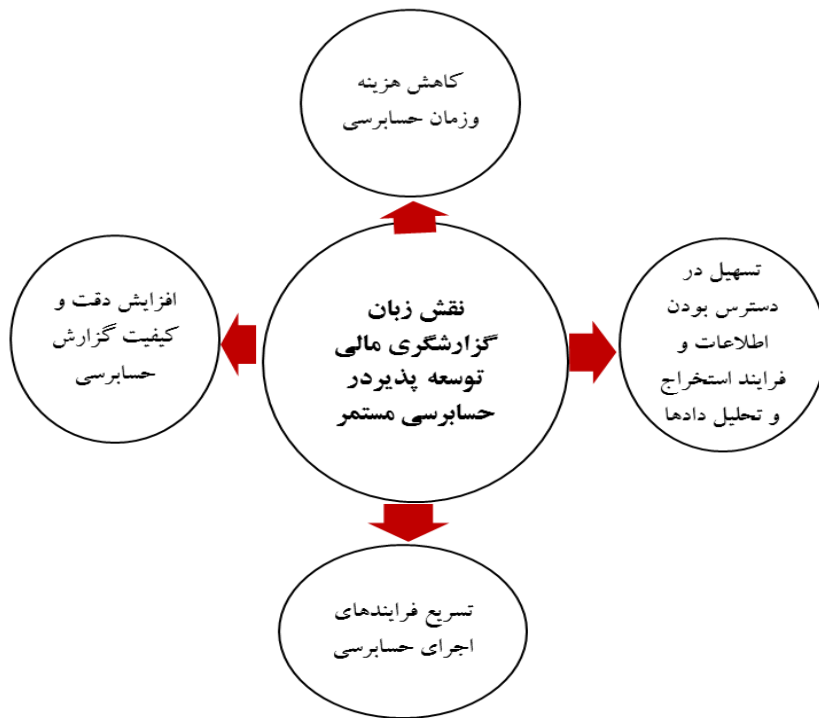 کاهش هزینه
وزمان حسابرسی
نقش زبان
گزارشگری مالی
توسعه پذیردر
حسابرسی مستمر
تسهیل در
دسترس بودن
اطلاعات و
فرایند استخراج
و تحلیل دادها
افزایش دقت و
کیفیت گزارش
حسابرسی
تسریع فرایندهای
اجرای حسابرسی